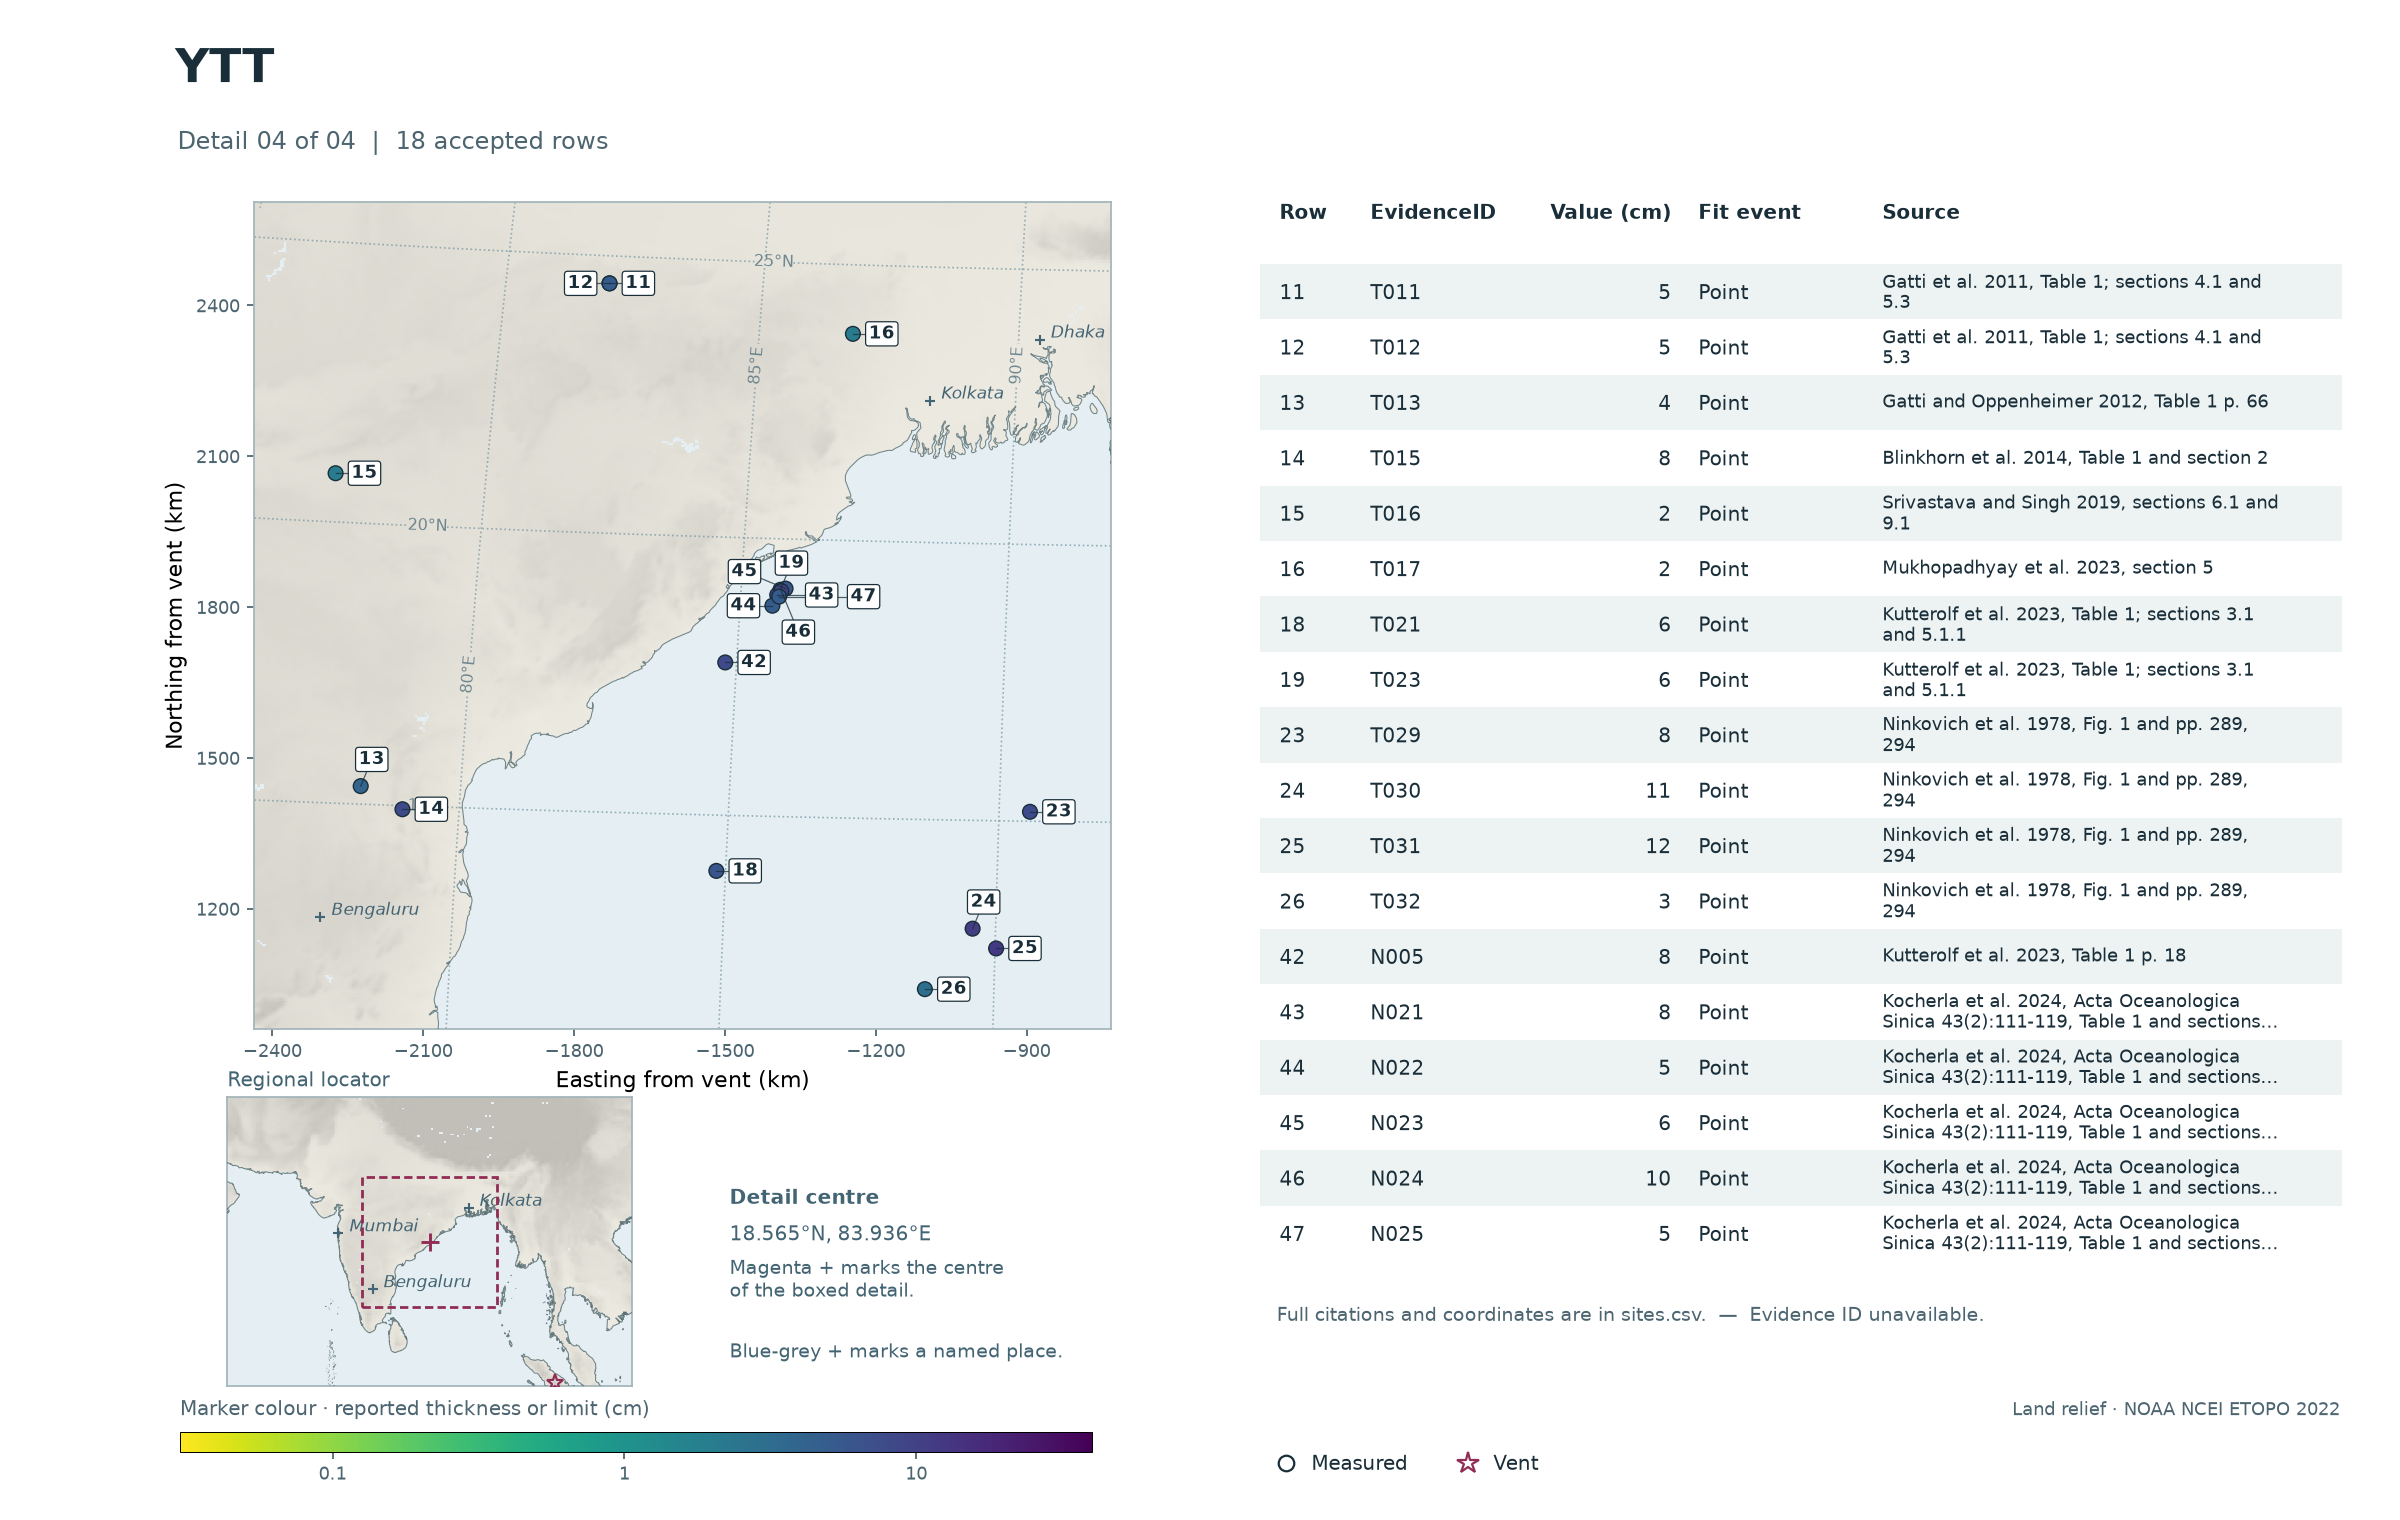 YTT
Detail 04 of 04 | 18 accepted rows
25°N
12
11
2400
16
Dhaka
85°E
90°E
Kolkata
2100
15
20°N
19
45
43
47
1800
44
46
42
80°E
Northing from vent (km)
1500
13
14
23
18
1200
Bengaluru
24
25
26
−2400
−2100
−1800
−1500
−1200
−900
Easting from vent (km)
Regional locator
Kolkata
Mumbai
Bengaluru
Detail centre
18.565°N, 83.936°E
Magenta + marks the centre
of the boxed detail.
Blue-grey + marks a named place.
Marker colour · reported thickness or limit (cm)
0.1
1
10
Row EvidenceID Value (cm) Fit event Source
11 T011 5 Point Gatti et al. 2011, Table 1; sections 4.1 and
5.3
12 T012 5 Point Gatti et al. 2011, Table 1; sections 4.1 and
5.3
13 T013 4 Point Gatti and Oppenheimer 2012, Table 1 p. 66
14 T015 8 Point Blinkhorn et al. 2014, Table 1 and section 2
15 T016 2 Point Srivastava and Singh 2019, sections 6.1 and
9.1
16 T017 2 Point Mukhopadhyay et al. 2023, section 5
18 T021 6 Point Kutterolf et al. 2023, Table 1; sections 3.1
and 5.1.1
19 T023 6 Point Kutterolf et al. 2023, Table 1; sections 3.1
and 5.1.1
23 T029 8 Point Ninkovich et al. 1978, Fig. 1 and pp. 289,
294
24 T030 11 Point Ninkovich et al. 1978, Fig. 1 and pp. 289,
294
25 T031 12 Point Ninkovich et al. 1978, Fig. 1 and pp. 289,
294
26 T032 3 Point Ninkovich et al. 1978, Fig. 1 and pp. 289,
294
42 N005 8 Point Kutterolf et al. 2023, Table 1 p. 18
43 N021 8 Point Kocherla et al. 2024, Acta Oceanologica
Sinica 43(2):111-119, Table 1 and sections…
44 N022 5 Point Kocherla et al. 2024, Acta Oceanologica
Sinica 43(2):111-119, Table 1 and sections…
45 N023 6 Point Kocherla et al. 2024, Acta Oceanologica
Sinica 43(2):111-119, Table 1 and sections…
46 N024 10 Point Kocherla et al. 2024, Acta Oceanologica
Sinica 43(2):111-119, Table 1 and sections…
47 N025 5 Point Kocherla et al. 2024, Acta Oceanologica
Sinica 43(2):111-119, Table 1 and sections…
Full citations and coordinates are in sites.csv. — Evidence ID unavailable.
Land relief · NOAA NCEI ETOPO 2022
Measured
Vent